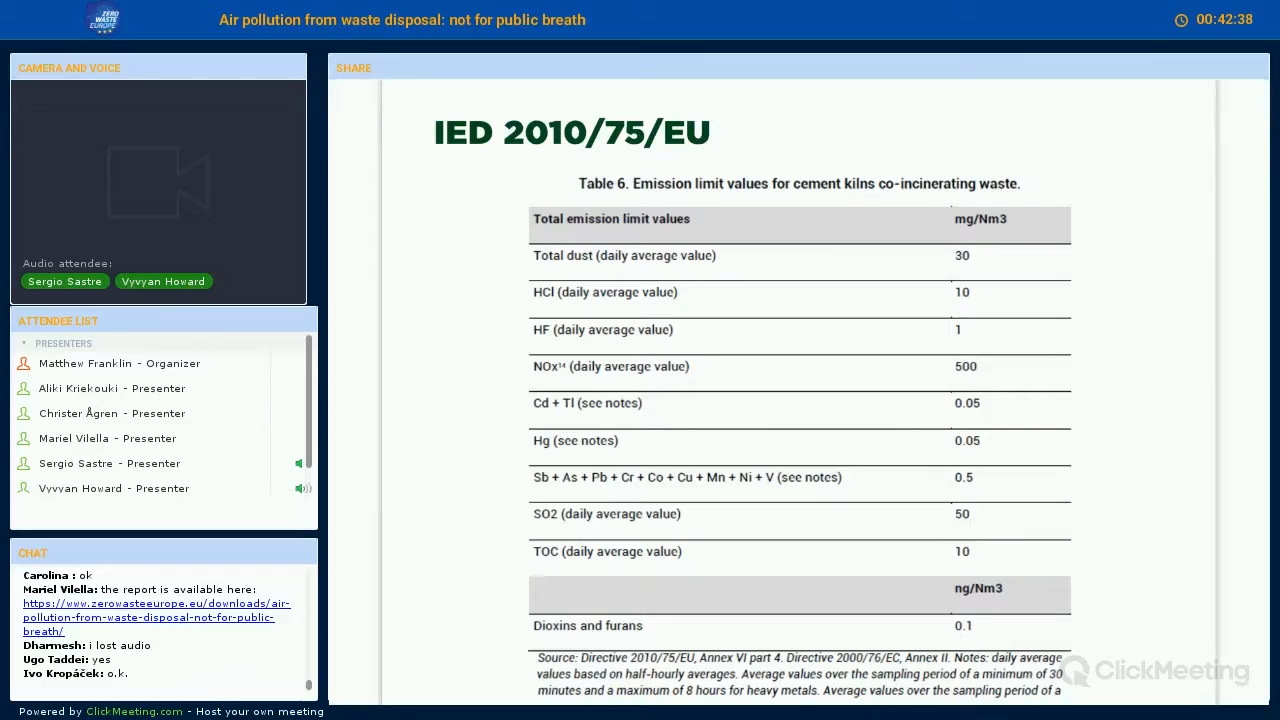 ZERO WASTE EUROPE
Air pollution from waste disposal: not for public breath
00:42:38
CAMERA AND VOICE
Audio attendee:
Sergio Sastre Vyvyan Howard
ATTENDEE LIST
PRESENTERS
Matthew Franklin - Organizer
Aliki Kriekouki - Presenter
Christer Ågren - Presenter
Mariel Vilella - Presenter
Sergio Sastre - Presenter
Vyvyan Howard - Presenter
CHAT
Carolina : ok
Mariel Vilella: the report is available here:
https://www.zerowasteeurope.eu/downloads/air-
pollution-from-waste-disposal-not-for-public-
breath/
Dharmesh: i lost audio
Ugo Taddei: yes
Ivo Kropáček: o.k.
Powered by ClickMeeting.com - Host your own meeting
SHARE
IED 2010/75/EU
Table 6. Emission limit values for cement kilns co-incinerating waste.
Total emission limit values mg/Nm3
Total dust (daily average value) 30
HCl (daily average value) 10
HF (daily average value) 1
NOx¹⁴ (daily average value) 500
Cd + Tl (see notes) 0.05
Hg (see notes) 0.05
Sb + As + Pb + Cr + Co + Cu + Mn + Ni + V (see notes) 0.5
SO2 (daily average value) 50
TOC (daily average value) 10
ng/Nm3
Dioxins and furans 0.1
Source: Directive 2010/75/EU, Annex VI part 4. Directive 2000/76/EC, Annex II. Notes: daily average
values based on half-hourly averages. Average values over the sampling period of a minimum of 30
minutes and a maximum of 8 hours for heavy metals. Average values over the sampling period of a
ClickMeeting